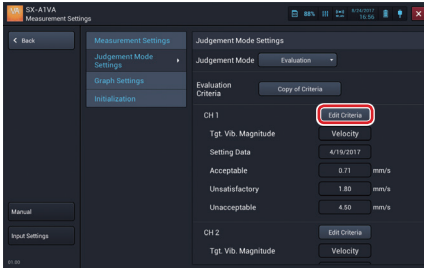 SX-A1VA
Measurement Settings
88%
8/24/2017
16:56
< Back
Measurement Settings
Judgement Mode
Settings
Graph Settings
Initialization
Manual
Input Settings
01.00
Judgement Mode Settings
Judgement Mode
Evaluation
Evaluation
Criteria
Copy of Criteria
CH 1
Edit Criteria
Tgt. Vib. Magnitude
Velocity
Setting Data
4/19/2017
Acceptable
0.71 mm/s
Unsatisfactory
1.80 mm/s
Unacceptable
4.50 mm/s
CH 2
Edit Criteria
Tgt. Vib. Magnitude
Velocity